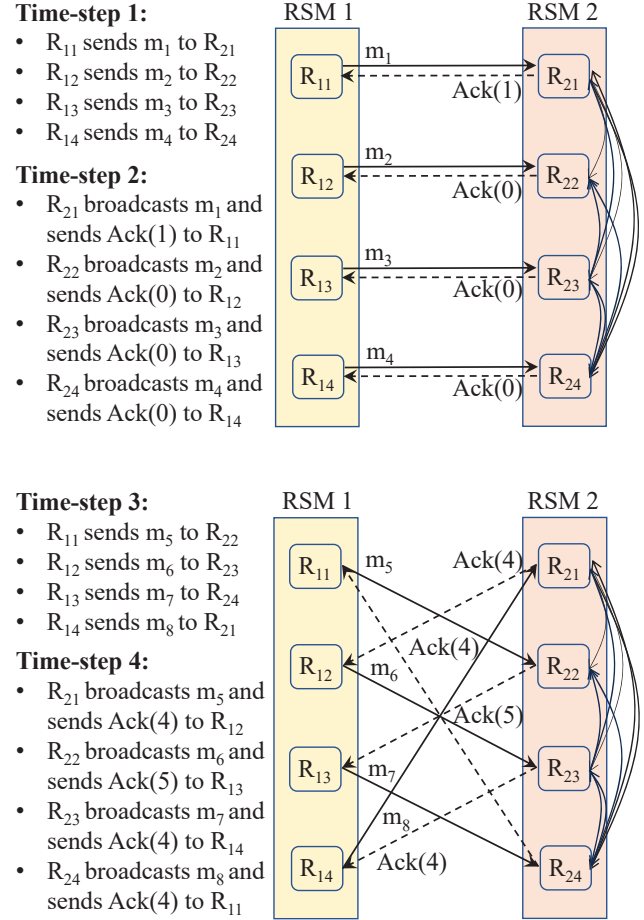 Time-step 1:
• R11 sends m1 to R21
• R12 sends m2 to R22
• R13 sends m3 to R23
• R14 sends m4 to R24
Time-step 2:
• R21 broadcasts m1 and
sends Ack(1) to R11
• R22 broadcasts m2 and
sends Ack(0) to R12
• R23 broadcasts m3 and
sends Ack(0) to R13
• R24 broadcasts m4 and
sends Ack(0) to R14
RSM 1
RSM 2
R11
m1
Ack(1)
R21
R12
m2
Ack(0)
R22
R13
m3
Ack(0)
R23
R14
m4
Ack(0)
R24
Time-step 3:
• R11 sends m5 to R22
• R12 sends m6 to R23
• R13 sends m7 to R24
• R14 sends m8 to R21
Time-step 4:
• R21 broadcasts m5 and
sends Ack(4) to R12
• R22 broadcasts m6 and
sends Ack(5) to R13
• R23 broadcasts m7 and
sends Ack(4) to R14
• R24 broadcasts m8 and
sends Ack(4) to R11
RSM 1
RSM 2
R11
m5
Ack(4)
R21
R12
m6
Ack(4)
R22
Ack(5)
R13
m7
R23
m8
R14
Ack(4)
R24